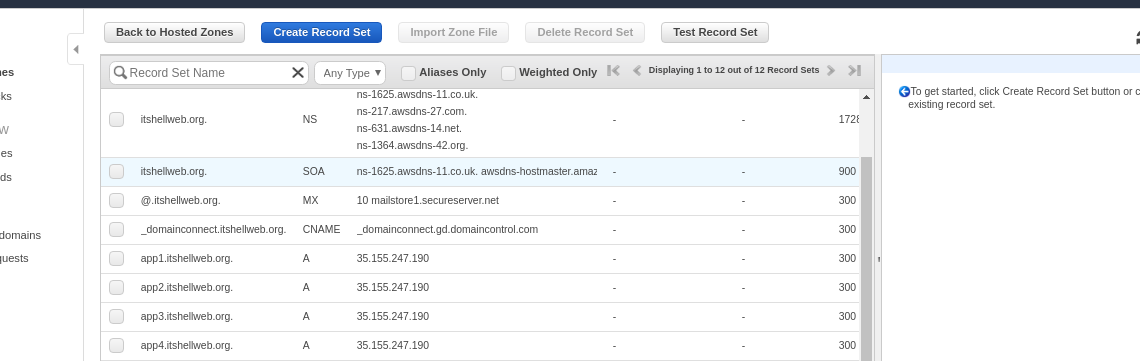 Back to Hosted Zones Create Record Set Import Zone File Delete Record Set Test Record Set
Record Set Name Any Type Aliases Only Weighted Only Displaying 1 to 12 out of 12 Record Sets
To get started, click Create Record Set button or c
existing record set.
ns-1625.awsdns-11.co.uk.
ns-217.awsdns-27.com.
itshellweb.org. NS - - 1728
ns-631.awsdns-14.net.
ns-1364.awsdns-42.org.
itshellweb.org. SOA ns-1625.awsdns-11.co.uk. awsdns-hostmaster.amaz - - 900
@.itshellweb.org. MX 10 mailstore1.secureserver.net - - 300
_domainconnect.itshellweb.org. CNAME _domainconnect.gd.domaincontrol.com - - 300
app1.itshellweb.org. A 35.155.247.190 - - 300
app2.itshellweb.org. A 35.155.247.190 - - 300
app3.itshellweb.org. A 35.155.247.190 - - 300
app4.itshellweb.org. A 35.155.247.190 - - 300
nes
ks
w
es
ds
domains
quests